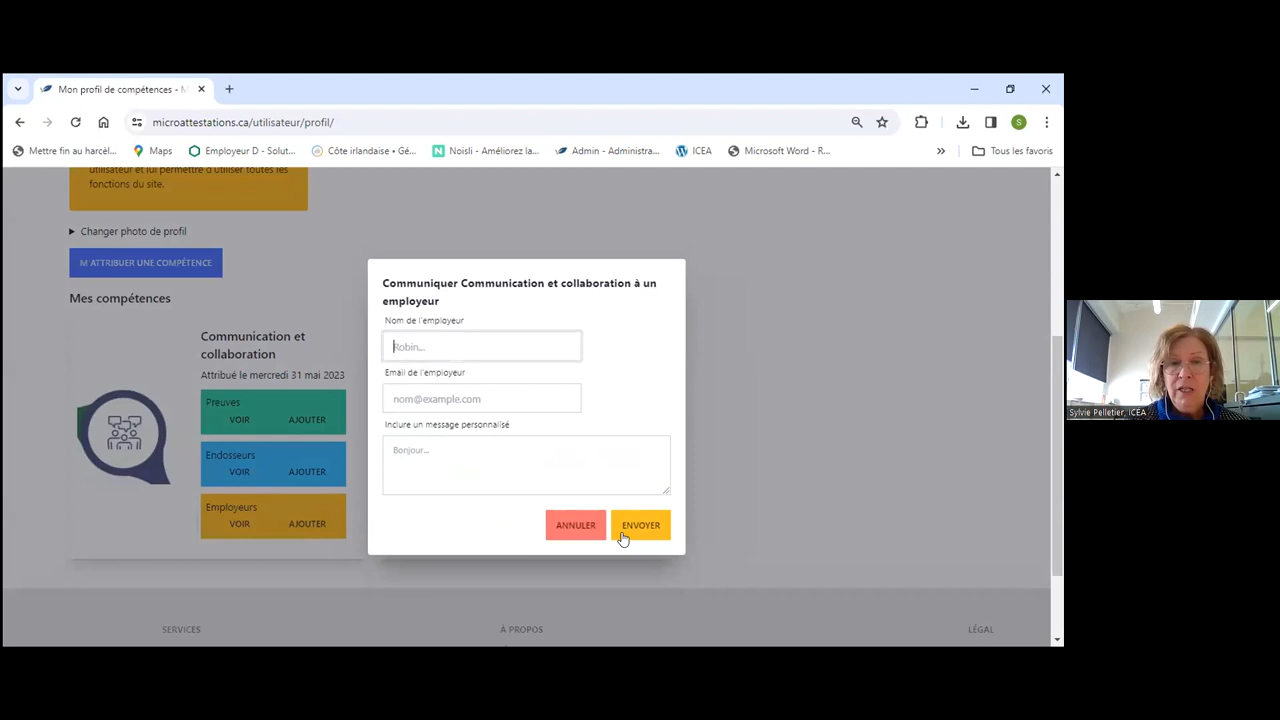 Mon profil de compétences - M
microattestations.ca/utilisateur/profil/
Mettre fin au harcèl...
Maps
Employeur D - Solut...
Côte irlandaise • Gé...
Noisli - Améliorez la...
Admin - Administra...
ICEA
Microsoft Word - R...
»
Tous les favoris
utilisateur et lui permettre d'utiliser toutes les
fonctions du site.
Changer photo de profil
M'ATTRIBUER UNE COMPÉTENCE
Mes compétences
Communication et
collaboration
Attribué le mercredi 31 mai 2023
Preuves
VOIR AJOUTER
Endosseurs
VOIR AJOUTER
Employeurs
VOIR AJOUTER
Communiquer Communication et collaboration à un
employeur
Nom de l'employeur
Robin...
Email de l'employeur
nom@example.com
Inclure un message personnalisé
Bonjour...
ANNULER ENVOYER
SERVICES À PROPOS LÉGAL
S
Sylvie Pelletier, ICEA